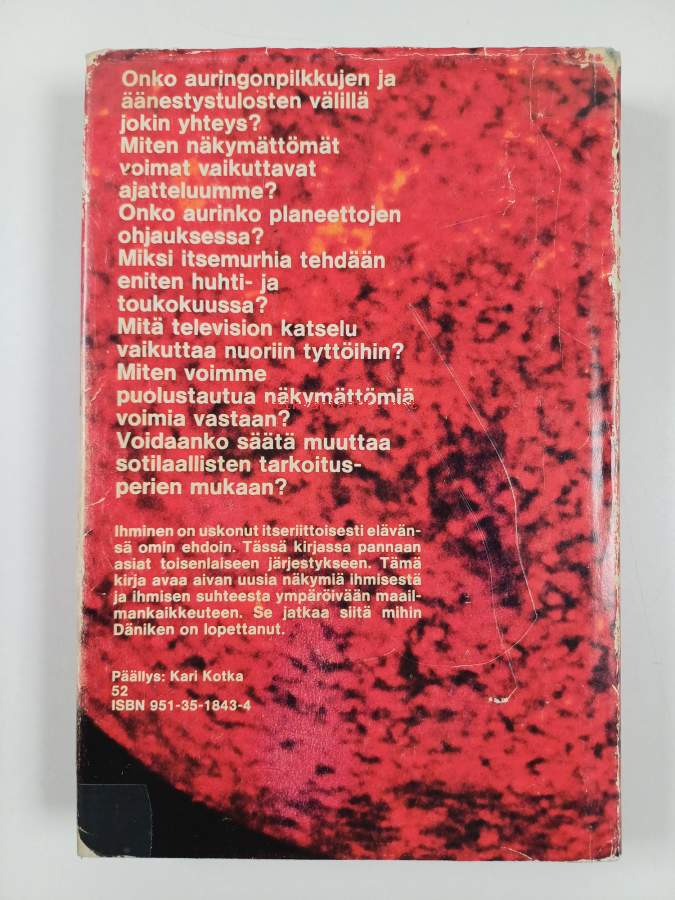 Onko auringonpilkkujen ja
äänestystulosten välillä
jokin yhteys?
Miten näkymättömät
voimat vaikuttavat
ajatteluumme?
Onko aurinko planeettojen
ohjauksessa?
Miksi itsemurhia tehdään
eniten huhti- ja
toukokuussa?
Mitä television katselu
vaikuttaa nuoriin tyttöihin?
Miten voimme
puolustautua näkymättömiä
voimia vastaan?
Voidaanko säätä muuttaa
sotilaallisten tarkoitus-
perien mukaan?
Ihminen on uskonut itseriittoisesti elävän-
sä omin ehdoin. Tässä kirjassa pannaan
asiat toisenlaiseen järjestykseen. Tämä
kirja avaa aivan uusia näkymiä ihmisestä
ja ihmisen suhteesta ympäröivään maail-
mankaikkeuteen. Se jatkaa siitä mihin
Däniken on lopettanut.
Päällys: Kari Kotka
52
ISBN 951-35-1843-4